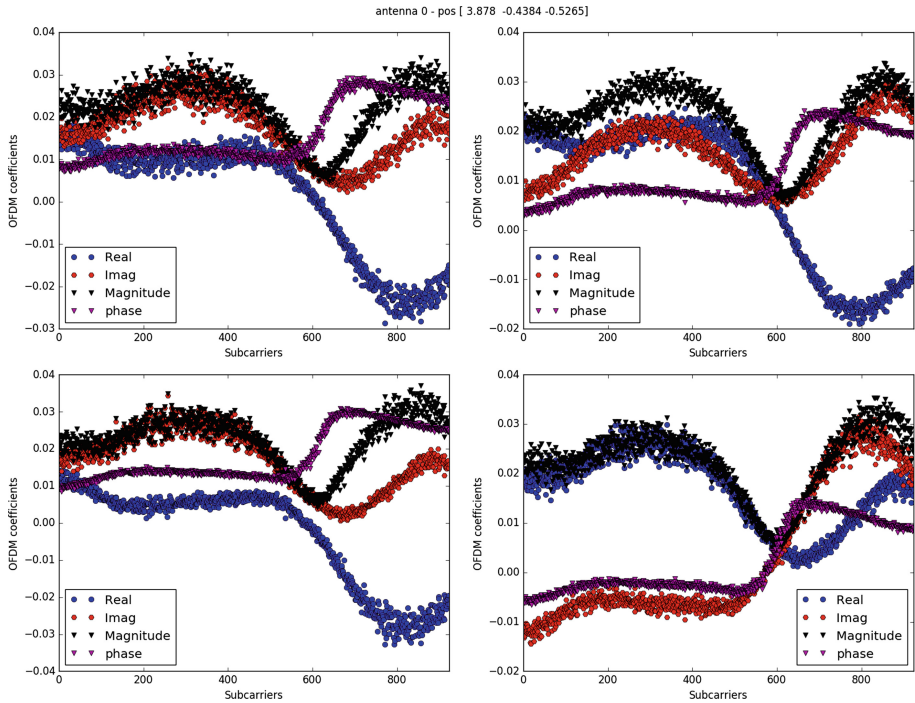 antenna 0 - pos [ 3.878 -0.4384 -0.5265]
0.04
0.03
0.02
0.01
0.00
−0.01
−0.02
−0.03
OFDM coefficients
Real
Imag
Magnitude
phase
0 200 400 600 800
Subcarriers
0.04
0.03
0.02
0.01
0.00
−0.01
−0.02
OFDM coefficients
Real
Imag
Magnitude
phase
0 200 400 600 800
Subcarriers
0.04
0.03
0.02
0.01
0.00
−0.01
−0.02
−0.03
−0.04
OFDM coefficients
Real
Imag
Magnitude
phase
0 200 400 600 800
Subcarriers
0.04
0.03
0.02
0.01
0.00
−0.01
−0.02
OFDM coefficients
Real
Imag
Magnitude
phase
0 200 400 600 800
Subcarriers